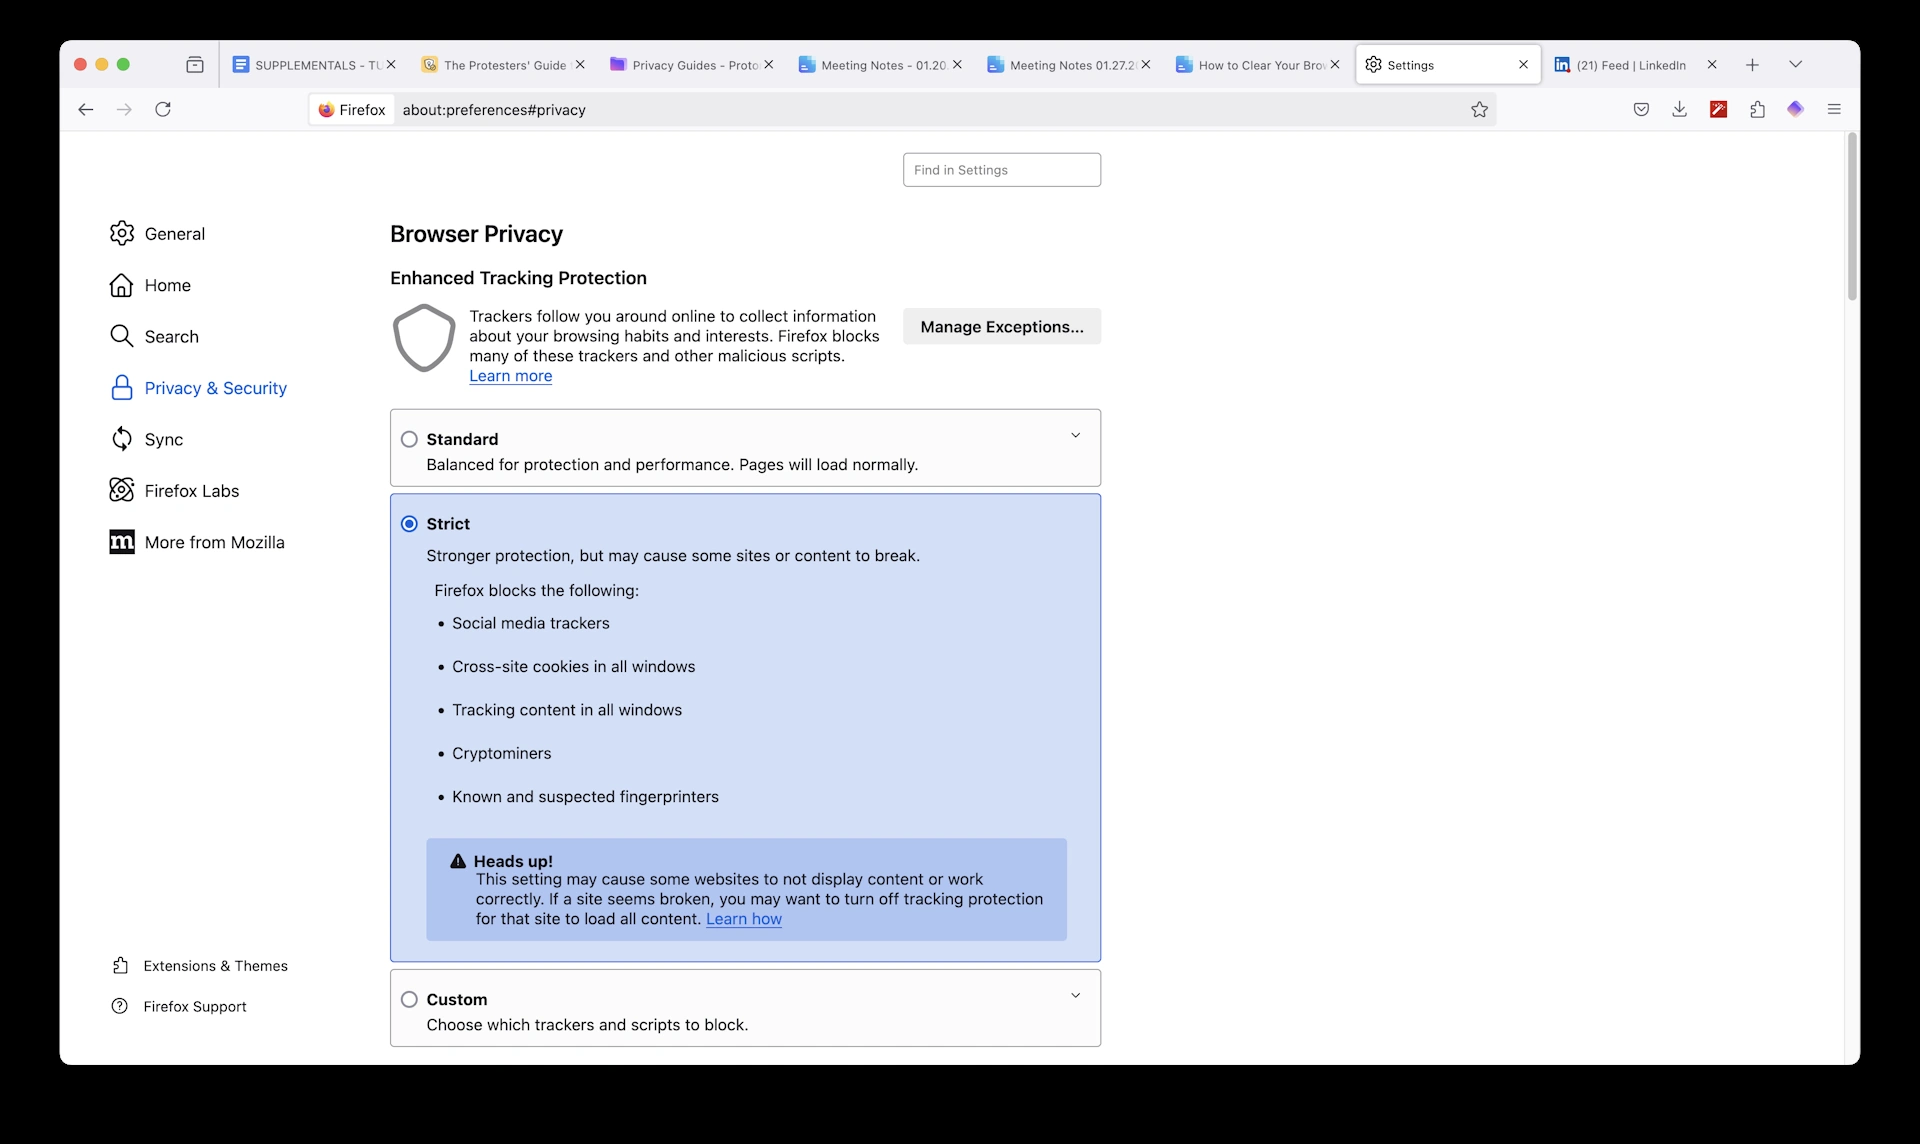 SUPPLEMENTALS - TU
The Protesters' Guide
Privacy Guides - Proto
Meeting Notes - 01.20.
Meeting Notes 01.27.2
How to Clear Your Brow
Settings
(21) Feed | LinkedIn
Firefox
about:preferences#privacy
Find in Settings
General
Home
Search
Privacy & Security
Sync
Firefox Labs
More from Mozilla
Extensions & Themes
Firefox Support
Browser Privacy
Enhanced Tracking Protection
Trackers follow you around online to collect information
about your browsing habits and interests. Firefox blocks
many of these trackers and other malicious scripts.
Learn more
Manage Exceptions...
Standard
Balanced for protection and performance. Pages will load normally.
Strict
Stronger protection, but may cause some sites or content to break.
Firefox blocks the following:
• Social media trackers
• Cross-site cookies in all windows
• Tracking content in all windows
• Cryptominers
• Known and suspected fingerprinters
Heads up!
This setting may cause some websites to not display content or work
correctly. If a site seems broken, you may want to turn off tracking protection
for that site to load all content. Learn how
Custom
Choose which trackers and scripts to block.